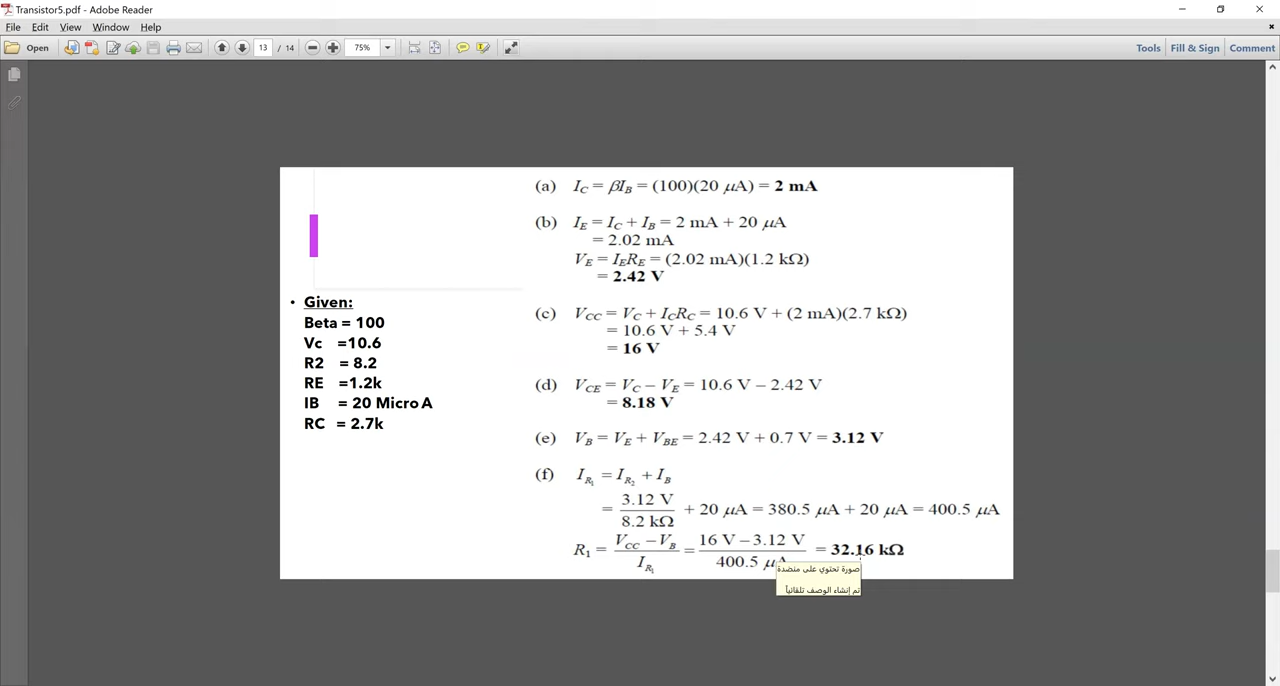 Transistor5.pdf - Adobe Reader
File Edit View Window Help
Open 13 / 14 75% Tools Fill & Sign Comment
• Given:
Beta = 100
Vc =10.6
R2 = 8.2
RE =1.2k
IB = 20 Micro A
RC = 2.7k
(a) I_C = βI_B = (100)(20 μA) = 2 mA
(b) I_E = I_C + I_B = 2 mA + 20 μA
= 2.02 mA
V_E = I_E R_E = (2.02 mA)(1.2 kΩ)
= 2.42 V
(c) V_CC = V_C + I_C R_C = 10.6 V + (2 mA)(2.7 kΩ)
= 10.6 V + 5.4 V
= 16 V
(d) V_CE = V_C − V_E = 10.6 V − 2.42 V
= 8.18 V
(e) V_B = V_E + V_BE = 2.42 V + 0.7 V = 3.12 V
(f) I_R₁ = I_R₂ + I_B
= 3.12 V / 8.2 kΩ + 20 μA = 380.5 μA + 20 μA = 400.5 μA
R₁ = (V_CC − V_B) / I_R₁ = (16 V − 3.12 V) / 400.5 μA = 32.16 kΩ
صورة تحتوي على منضدة
تم إنشاء الوصف تلقائياً